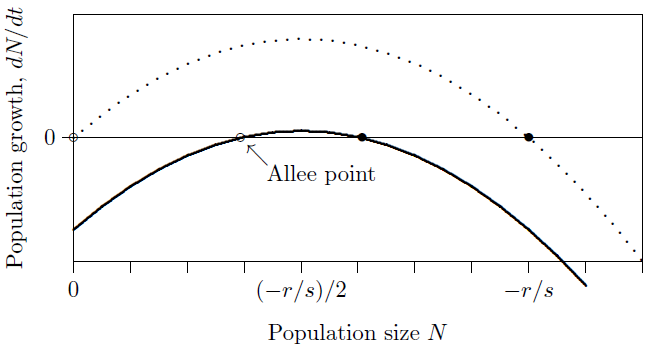 Population growth, dN/dt
0
Allee point
0
(−r/s)/2
−r/s
Population size N